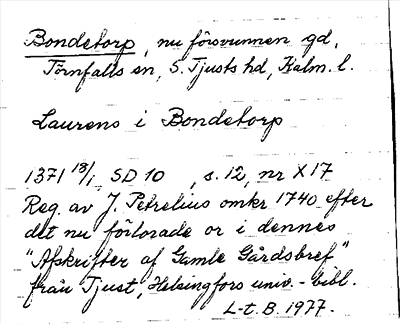 Bondetorp, nu försvunnen gd,
Törnfalls sn, S. Tjusts hd, Kalm. l.
Laurens i Bondetorp
1371 13/1, SD 10, s. 12, nr X 17
Reg. av J. Petrelius omkr 1740 efter
det nu förlorade or i dennes
"Afskrifter af Gamle Gårdsbref"
från Tjust, Helsingfors univ.-bibl.
L-t. B. 1977.